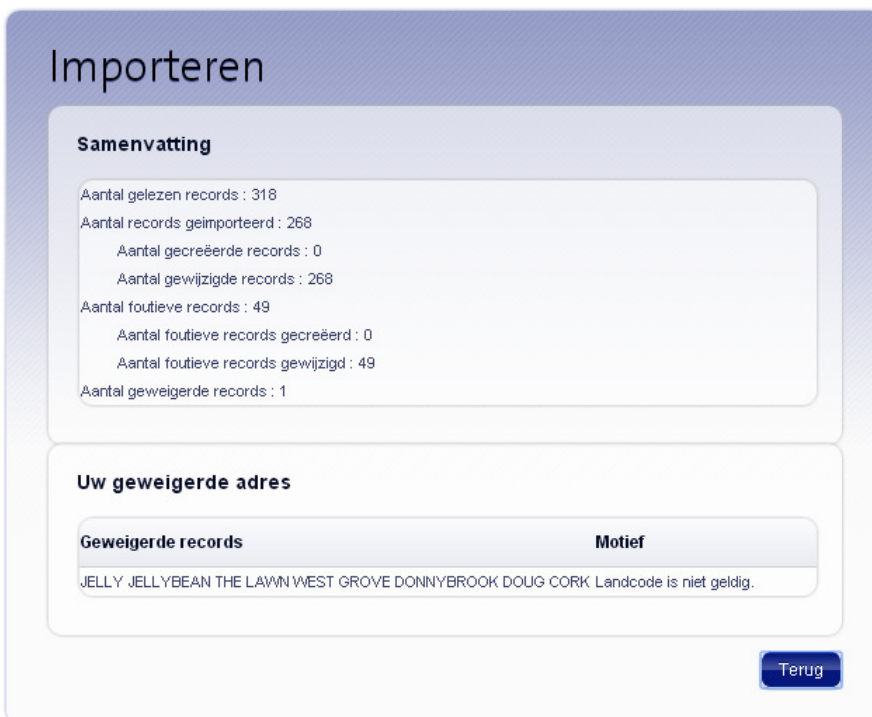 Importeren
Samenvatting
Aantal gelezen records : 318
Aantal records geimporteerd : 268
Aantal gecreëerde records : 0
Aantal gewijzigde records : 268
Aantal foutieve records : 49
Aantal foutieve records gecreëerd : 0
Aantal foutieve records gewijzigd : 49
Aantal geweigerde records : 1
Uw geweigerde adres
Geweigerde records Motief
JELLY JELLYBEAN THE LAWN WEST GROVE DONNYBROOK DOUG CORK Landcode is niet geldig.
Terug